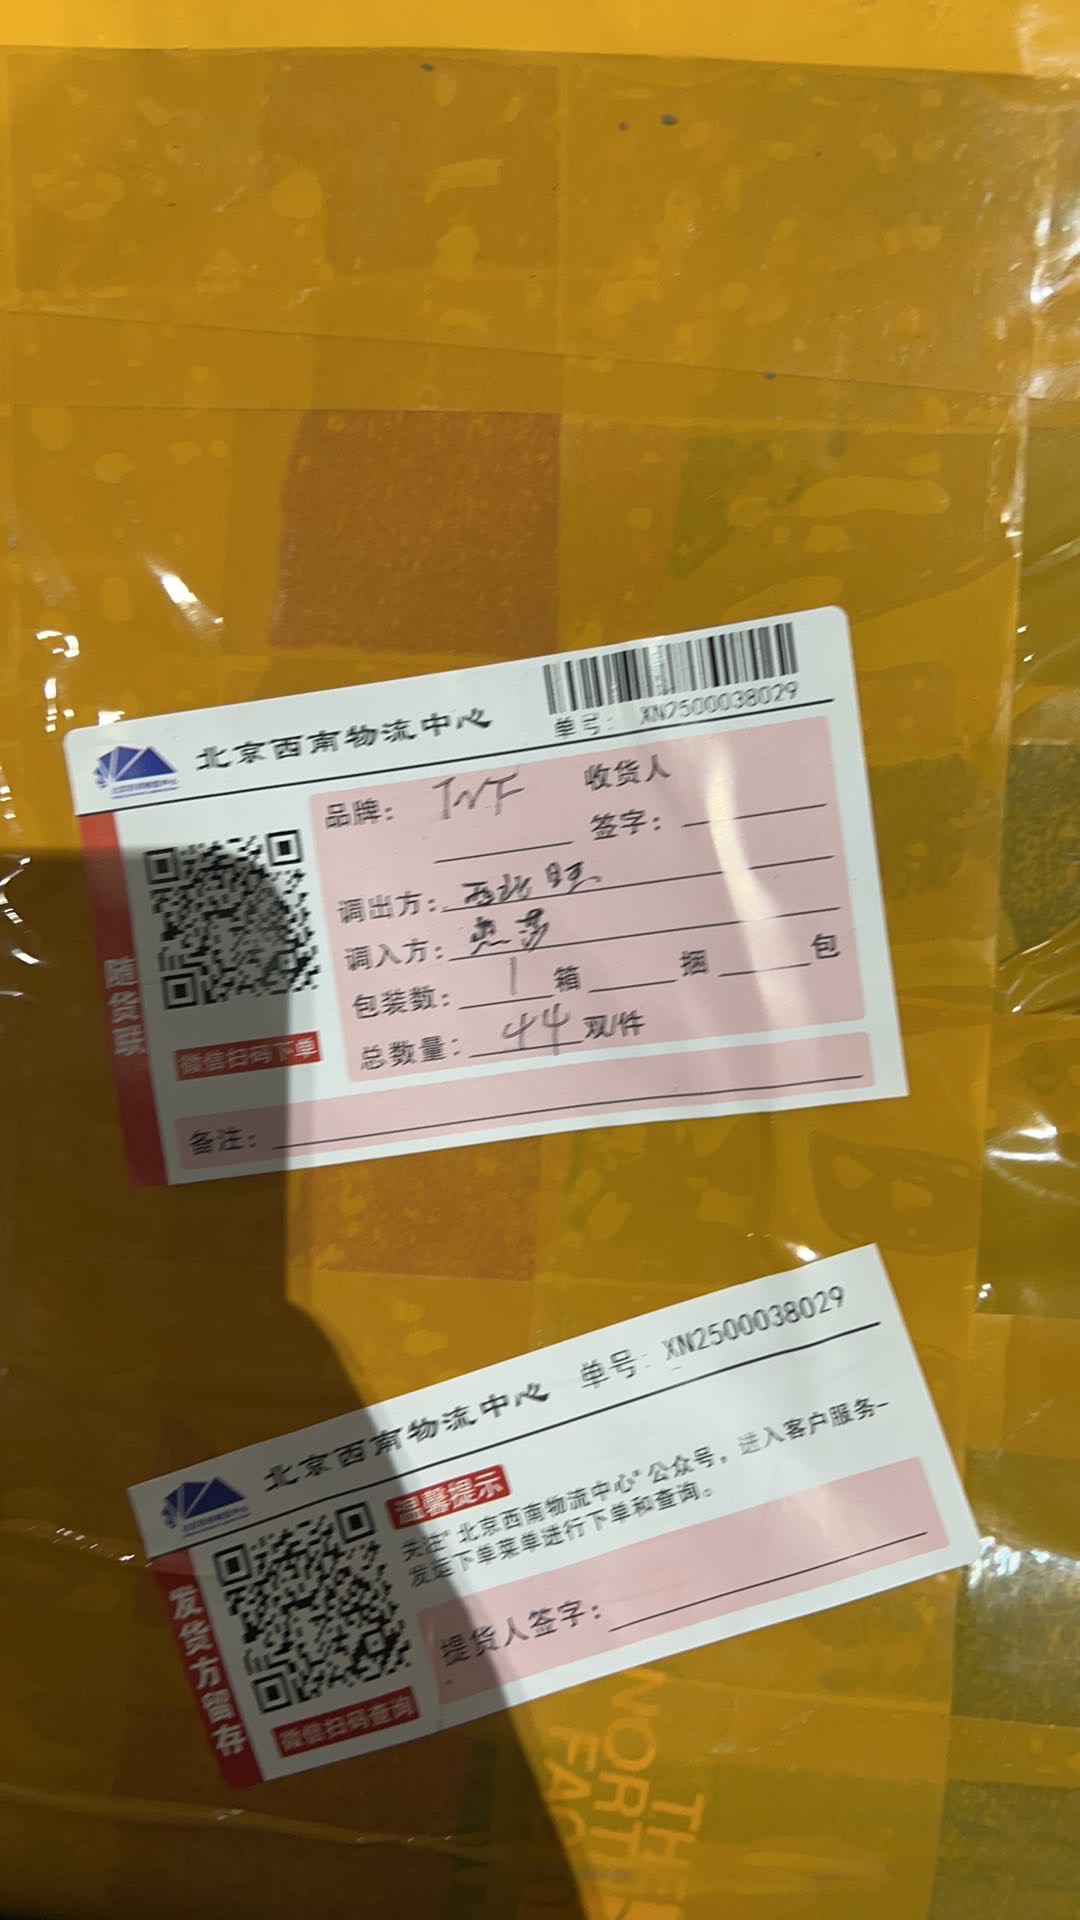 北京西南物流中心
单号: XN2500038029
品牌: TNF
收货人
签字:
调出方: 西北旺
调入方: 燕莎
包装数: 1 箱 捆 包
总数量: 44 双/件
备注:
随货联
微信扫码下单
北京西南物流中心
单号: XN2500038029
温馨提示
关注"北京西南物流中心"公众号，进入客户服务-
发运下单菜单进行下单和查询。
提货人签字:
发货方留存
微信扫码查询
THE
NORTH
FAC